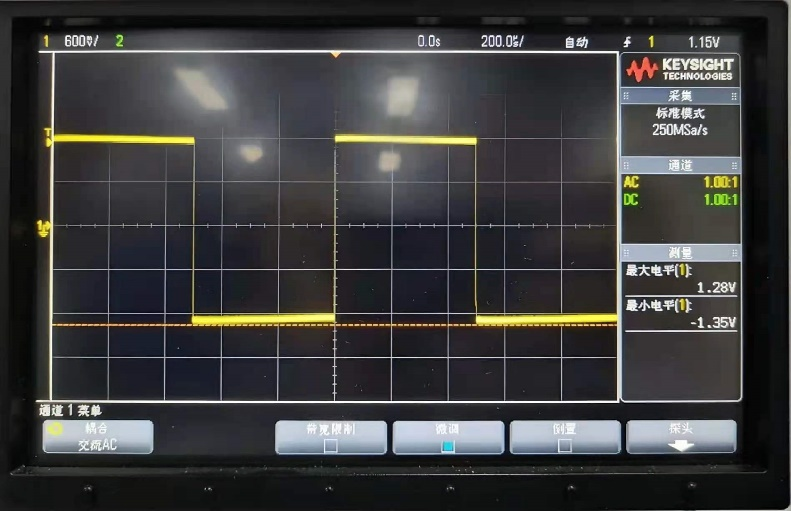 1 600㎷/ 2 0.0s 200.0㎲/ 自动 1 1.15V
KEYSIGHT
TECHNOLOGIES
采集
标准模式
250MSa/s
通道
AC 1.00:1
DC 1.00:1
测量
最大电平(1):
1.28V
最小电平(1):
-1.35V
T
1
通道 1 菜单
耦合
交流AC
带宽限制
微调
倒置
探头